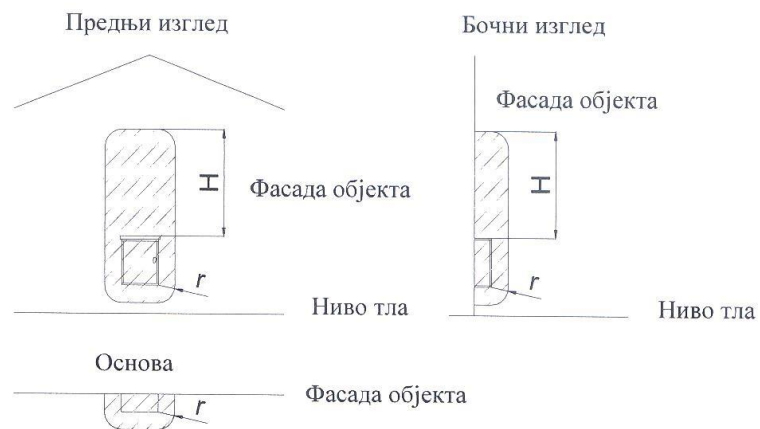 Предњи изглед
Бочни изглед
Фасада објекта
H
Фасада објекта
H
r
r
Ниво тла
Ниво тла
Основа
Фасада објекта
r